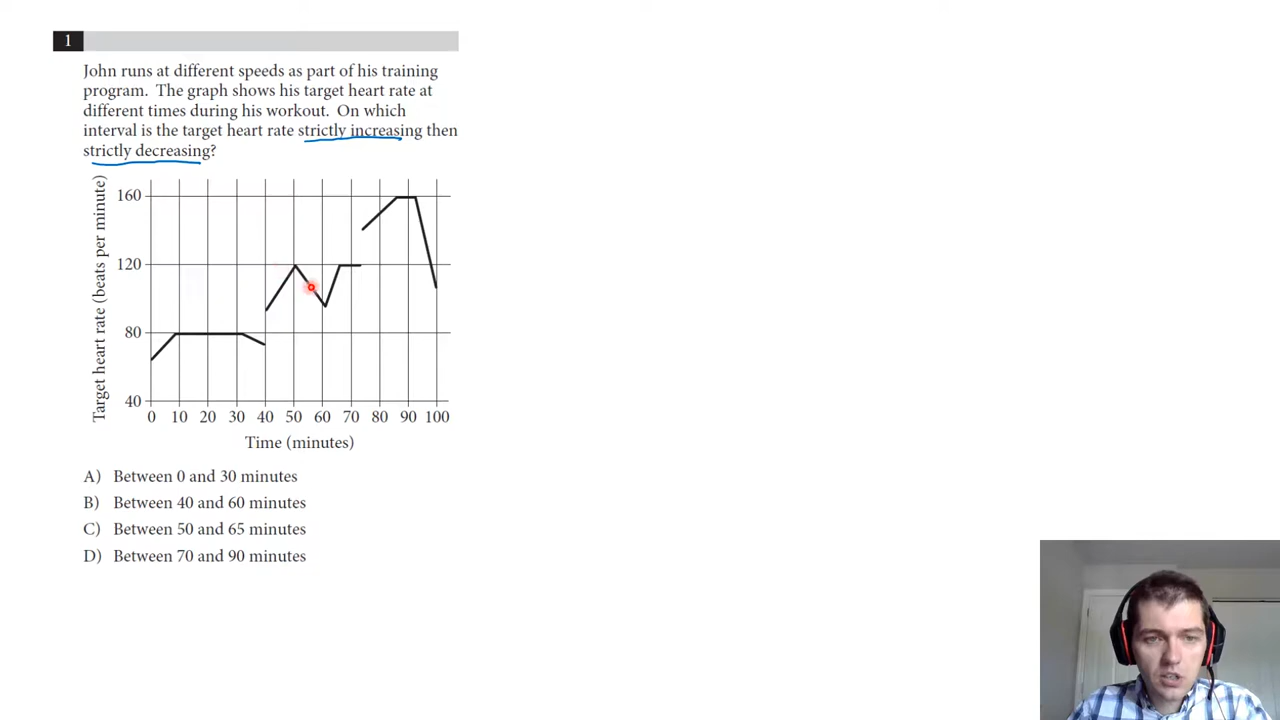 1
John runs at different speeds as part of his training
program. The graph shows his target heart rate at
different times during his workout. On which
interval is the target heart rate strictly increasing then
strictly decreasing?
Target heart rate (beats per minute)
160
120
80
40
0 10 20 30 40 50 60 70 80 90 100
Time (minutes)
A) Between 0 and 30 minutes
B) Between 40 and 60 minutes
C) Between 50 and 65 minutes
D) Between 70 and 90 minutes